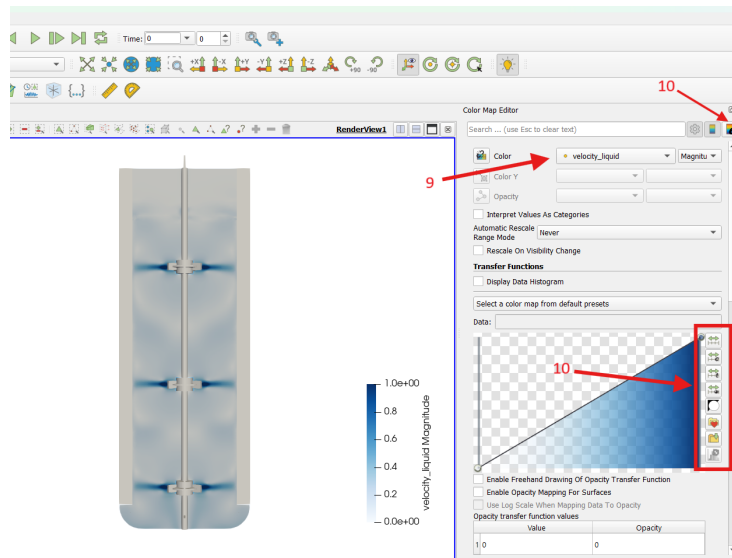 Time: 0 0
+X -X +Y -Y +Z -Z +90 -90
10
Color Map Editor
RenderView1
Search ... (use Esc to clear text)
Color velocity_liquid Magnitu
9
Color Y
Opacity
Interpret Values As Categories
Automatic Rescale Range Mode Never
Rescale On Visibility Change
Transfer Functions
Display Data Histogram
Select a color map from default presets
Data:
10
1.0e+00
0.8
0.6
0.4
0.2
0.0e+00
velocity_liquid Magnitude
Enable Freehand Drawing Of Opacity Transfer Function
Enable Opacity Mapping For Surfaces
Use Log Scale When Mapping Data To Opacity
Opacity transfer function values
Value Opacity
1 0 0